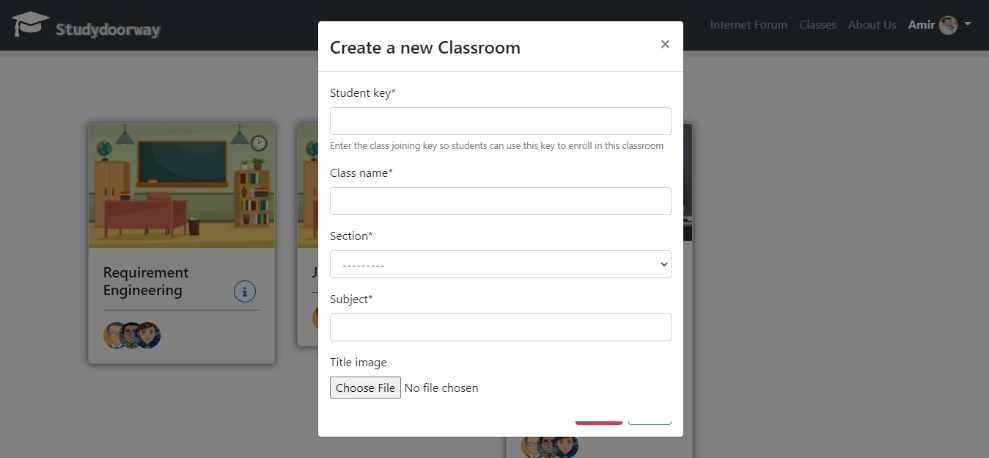 Studydoorway
Internet Forum Classes About Us Amir
Create a new Classroom ×
Student key*
Enter the class joining key so students can use this key to enroll in this classroom
Class name*
Section*
---------
Subject*
Title image
Choose File No file chosen
Requirement
Engineering
J